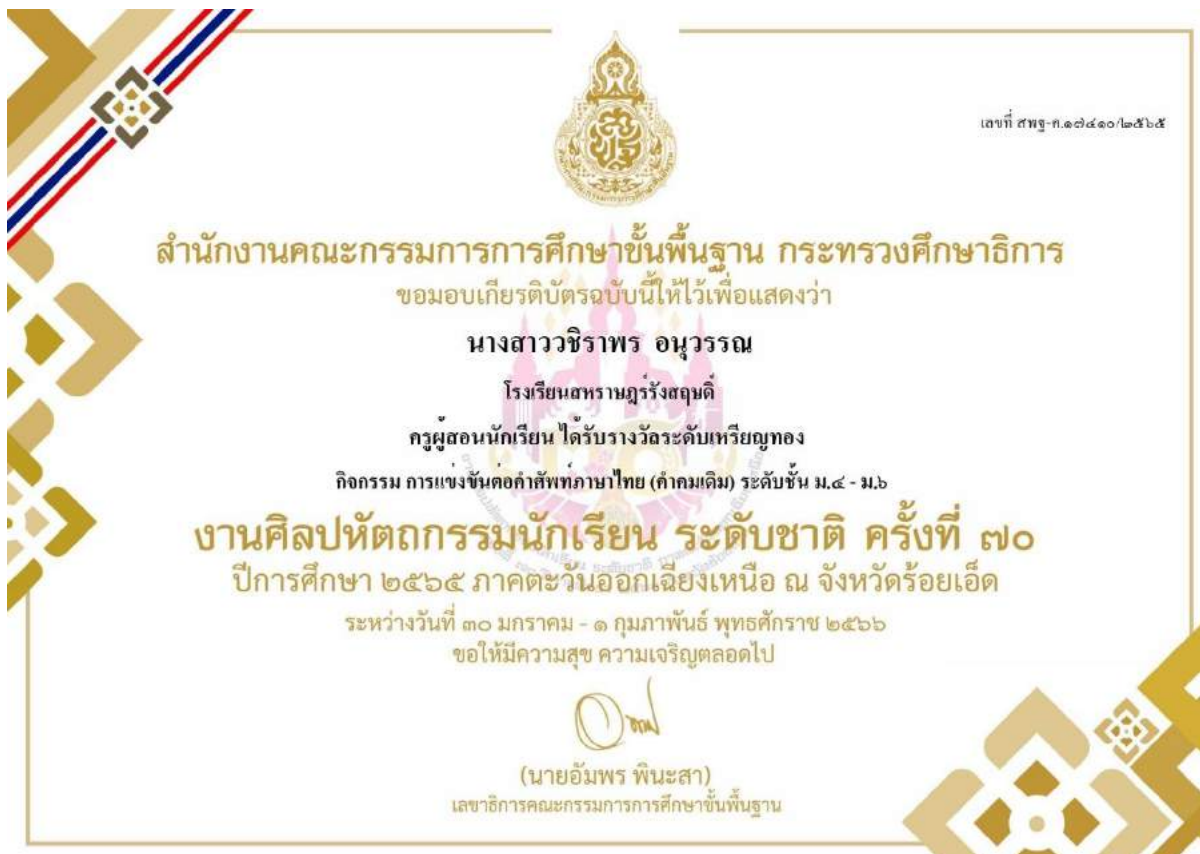 เลขที่ สพฐ-ค.๑๗๔๑๐/๒๕๖๕
สำนักงานคณะกรรมการการศึกษาขั้นพื้นฐาน กระทรวงศึกษาธิการ
ขอมอบเกียรติบัตรฉบับนี้ให้ไว้เพื่อแสดงว่า
นางสาววชิราพร อนุวรรณ
โรงเรียนสหราษฎร์รังสฤษดิ์
ครูผู้สอนนักเรียน ได้รับรางวัลระดับเหรียญทอง
กิจกรรม การแข่งขันต่อคำศัพท์ภาษาไทย (คำคมเดิม) ระดับชั้น ม.๔ - ม.๖
งานศิลปหัตถกรรมนักเรียน ระดับชาติ ครั้งที่ ๗๐
ปีการศึกษา ๒๕๖๕ ภาคตะวันออกเฉียงเหนือ ณ จังหวัดร้อยเอ็ด
ระหว่างวันที่ ๓๐ มกราคม - ๑ กุมภาพันธ์ พุทธศักราช ๒๕๖๖
ขอให้มีความสุข ความเจริญตลอดไป
(นายอัมพร พินะสา)
เลขาธิการคณะกรรมการการศึกษาขั้นพื้นฐาน